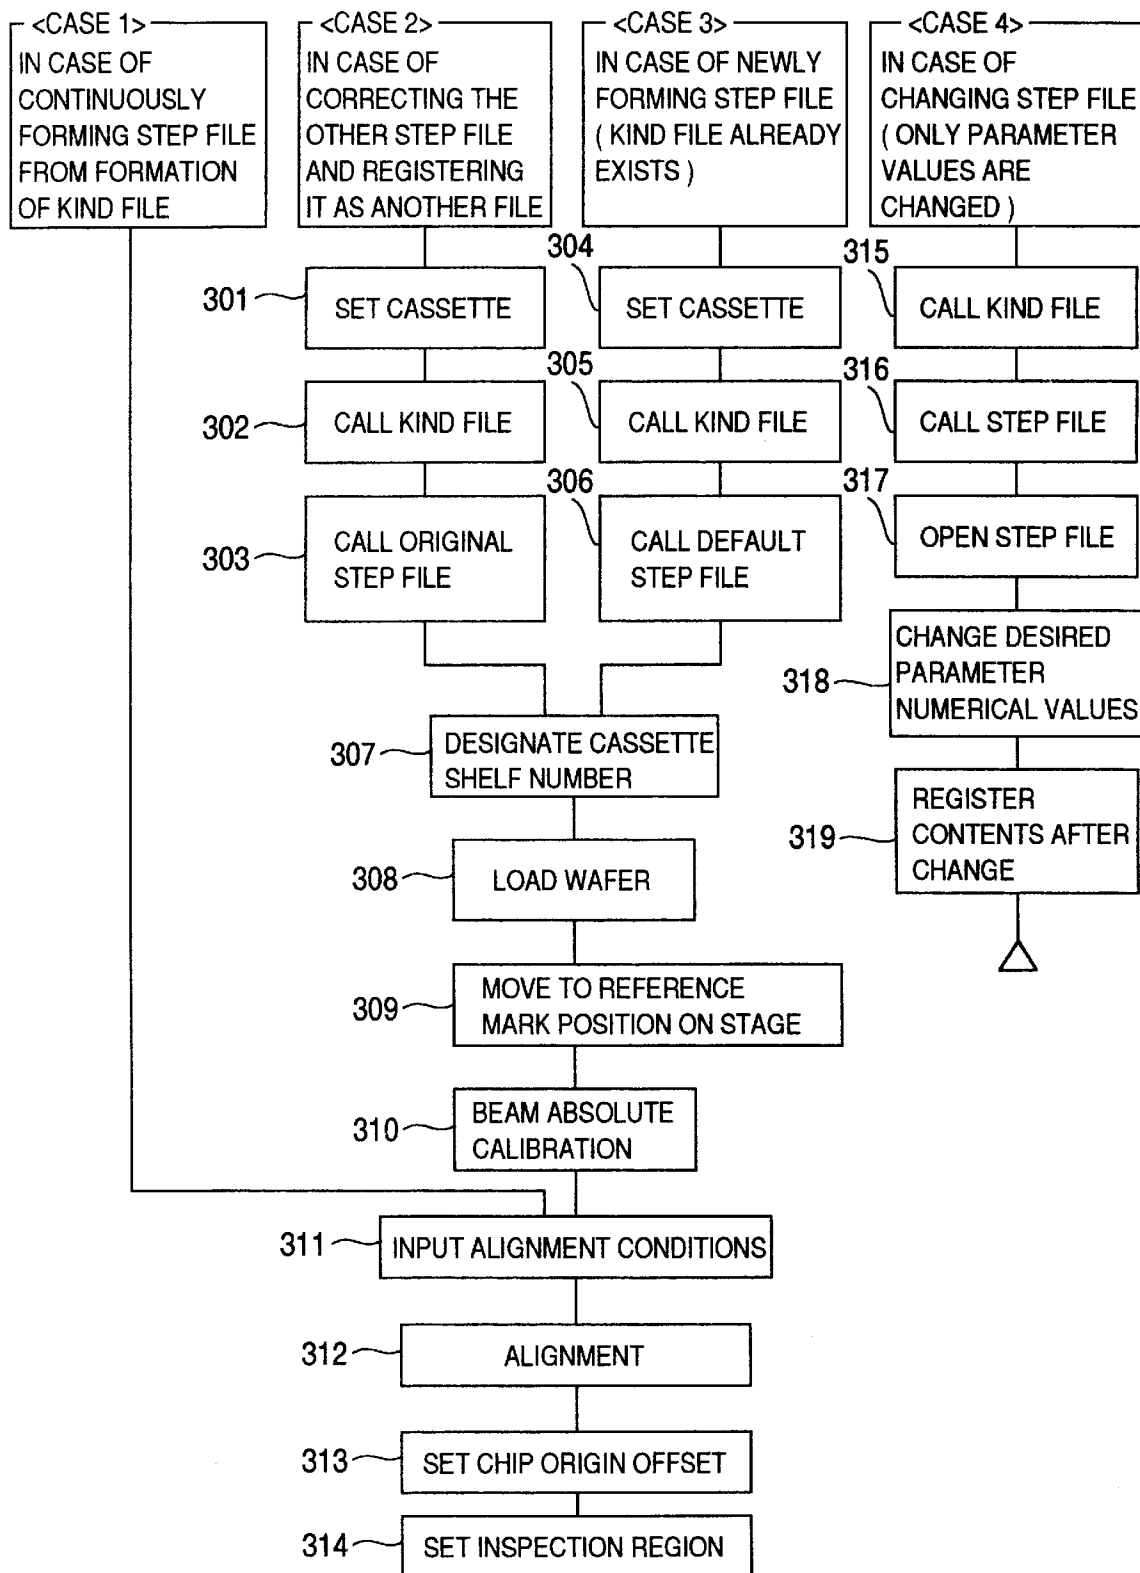 <CASE 1>
IN CASE OF
CONTINUOUSLY
FORMING STEP FILE
FROM FORMATION
OF KIND FILE
<CASE 2>
IN CASE OF
CORRECTING THE
OTHER STEP FILE
AND REGISTERING
IT AS ANOTHER FILE
<CASE 3>
IN CASE OF NEWLY
FORMING STEP FILE
( KIND FILE ALREADY
EXISTS )
<CASE 4>
IN CASE OF
CHANGING STEP FILE
( ONLY PARAMETER
VALUES ARE
CHANGED )
301
SET CASSETTE
302
CALL KIND FILE
303
CALL ORIGINAL
STEP FILE
304
SET CASSETTE
305
CALL KIND FILE
306
CALL DEFAULT
STEP FILE
315
CALL KIND FILE
316
CALL STEP FILE
317
OPEN STEP FILE
318
CHANGE DESIRED
PARAMETER
NUMERICAL VALUES
319
REGISTER
CONTENTS AFTER
CHANGE
307
DESIGNATE CASSETTE
SHELF NUMBER
308
LOAD WAFER
309
MOVE TO REFERENCE
MARK POSITION ON STAGE
310
BEAM ABSOLUTE
CALIBRATION
311
INPUT ALIGNMENT CONDITIONS
312
ALIGNMENT
313
SET CHIP ORIGIN OFFSET
314
SET INSPECTION REGION